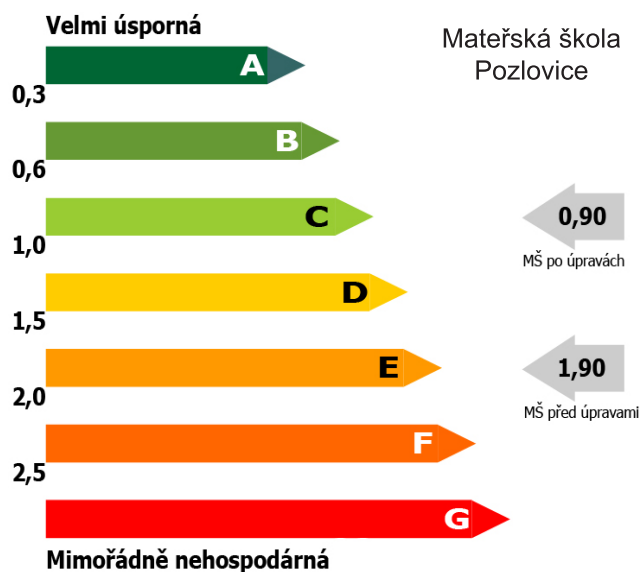 Velmi úsporná
Mateřská škola
Pozlovice
A
0,3
B
0,6
C
0,90
1,0
MŠ po úpravách
D
1,5
E
1,90
2,0
MŠ před úpravami
F
2,5
G
Mimořádně nehospodárná